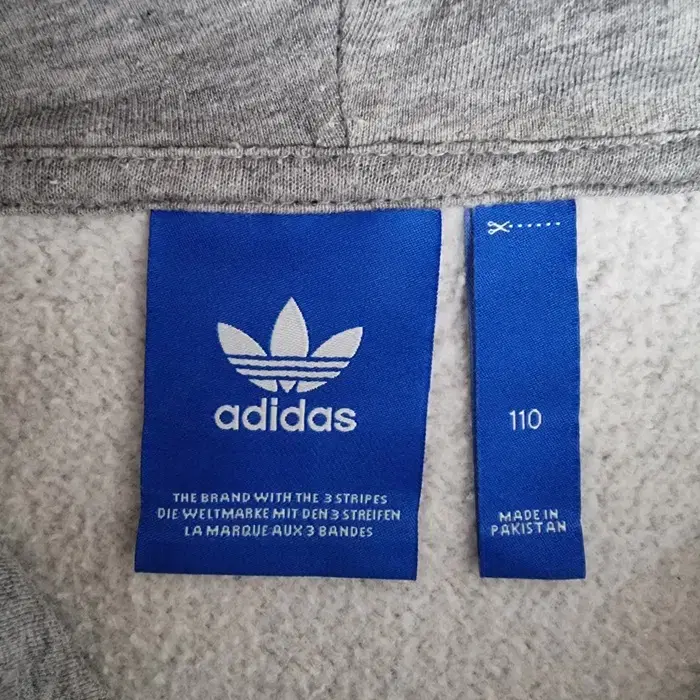 adidas
THE BRAND WITH THE 3 STRIPES
DIE WELTMARKE MIT DEN 3 STREIFEN
LA MARQUE AUX 3 BANDES
110
MADE IN
PAKISTAN